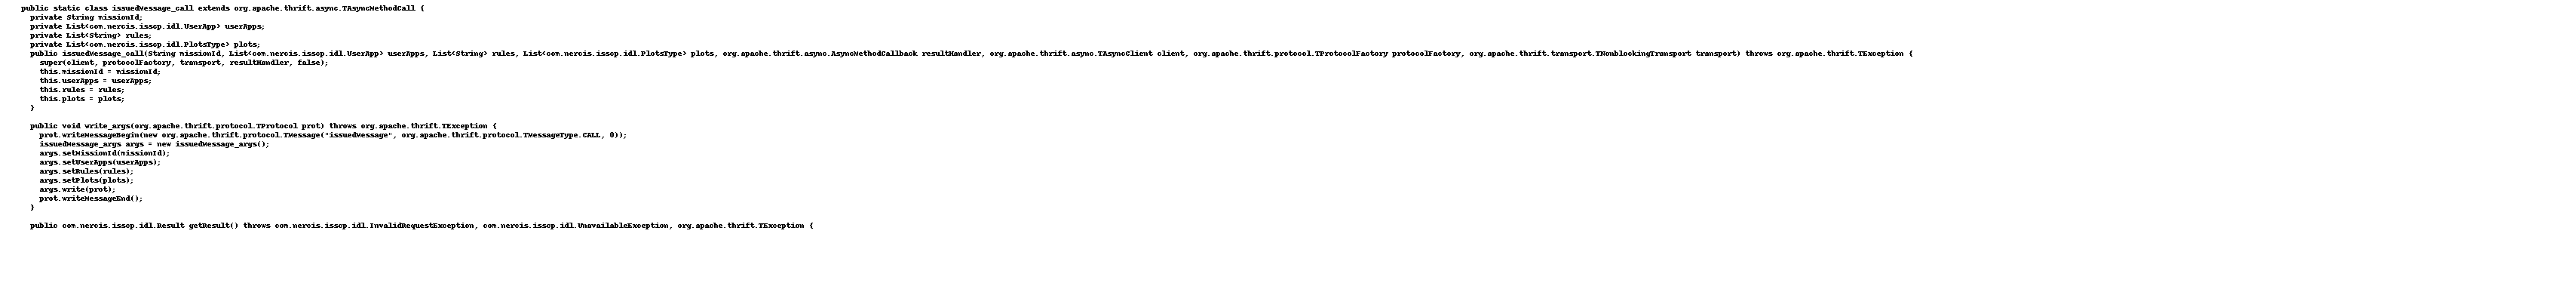 public static class issuedMessage_call extends org.apache.thrift.async.TAsyncMethodCall {
private String missionId;
private List<com.nercis.isscp.idl.UserApp> userApps;
private List<String> rules;
private List<com.nercis.isscp.idl.PlotsType> plots;
public issuedMessage_call(String missionId, List<com.nercis.isscp.idl.UserApp> userApps, List<String> rules, List<com.nercis.isscp.idl.PlotsType> plots, org.apache.thrift.async.AsyncMethodCallback resultHandler, org.apache.thrift.async.TAsyncClient client, org.apache.thrift.protocol.TProtocolFactory protocolFactory, org.apache.thrift.transport.TNonblockingTransport transport) throws org.apache.thrift.TException {
super(client, protocolFactory, transport, resultHandler, false);
this.missionId = missionId;
this.userApps = userApps;
this.rules = rules;
this.plots = plots;
}
public void write_args(org.apache.thrift.protocol.TProtocol prot) throws org.apache.thrift.TException {
prot.writeMessageBegin(new org.apache.thrift.protocol.TMessage("issuedMessage", org.apache.thrift.protocol.TMessageType.CALL, 0));
issuedMessage_args args = new issuedMessage_args();
args.setMissionId(missionId);
args.setUserApps(userApps);
args.setRules(rules);
args.setPlots(plots);
args.write(prot);
prot.writeMessageEnd();
}
public com.nercis.isscp.idl.Result getResult() throws com.nercis.isscp.idl.InvalidRequestException, com.nercis.isscp.idl.UnavailableException, org.apache.thrift.TException {